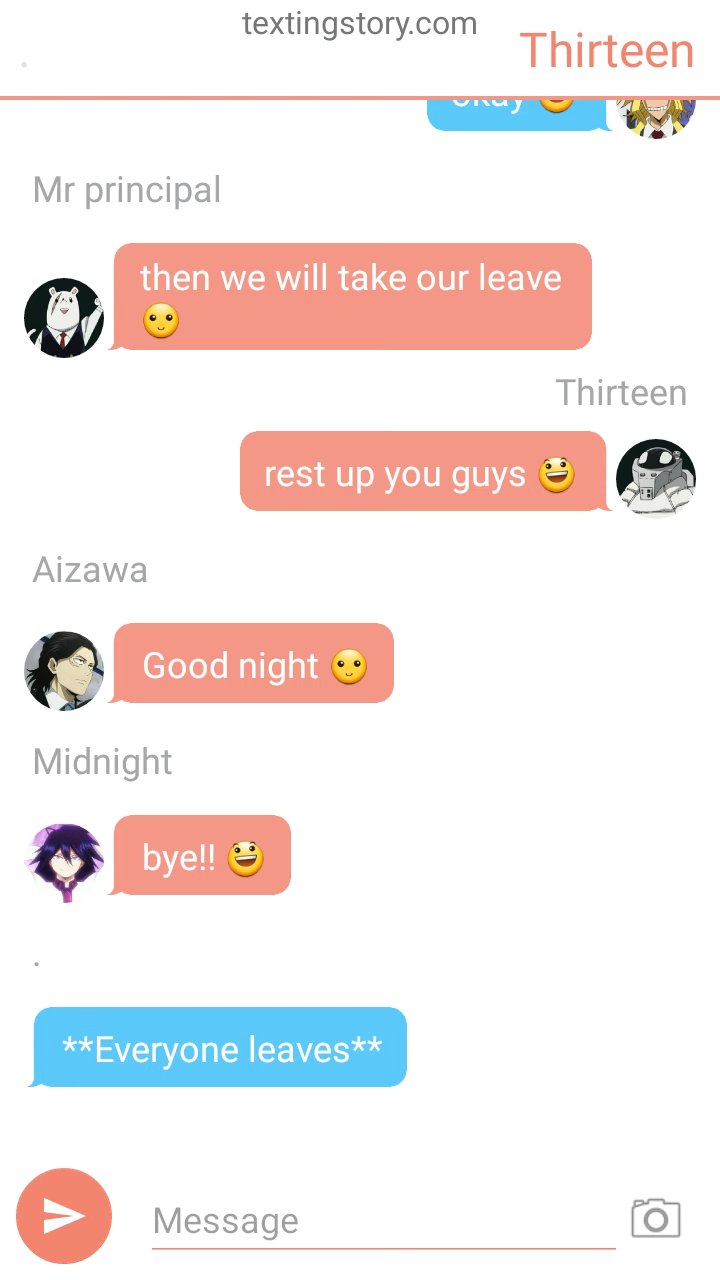 textingstory.com
.
Thirteen
okay 😀
Mr principal
then we will take our leave
🙂
Thirteen
rest up you guys 😃
Aizawa
Good night 🙂
Midnight
bye!! 😃
.
**Everyone leaves**
Message